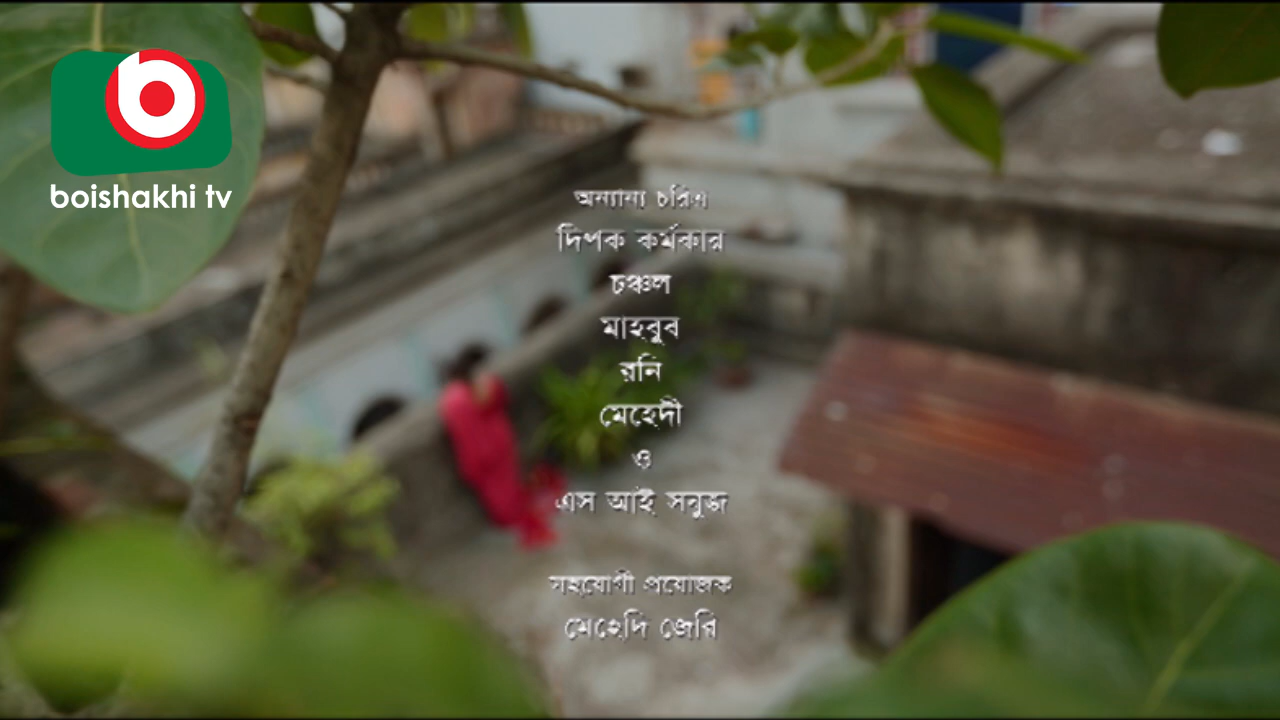 boishakhi tv
অন্যান্য চরিত্র
দিপক কর্মকার
চঞ্চল
মাহবুব
রনি
মেহেদী
ও
এস আই সবুজ
সহযোগী প্রযোজক
মেহেদি জেরি